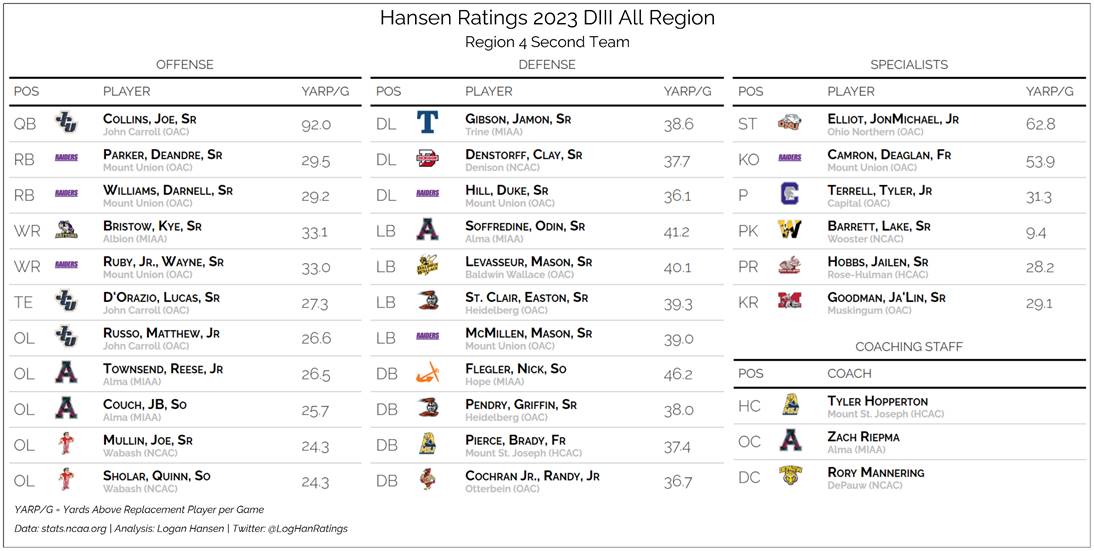 Hansen Ratings 2023 DIII All Region
Region 4 Second Team
OFFENSE
POS PLAYER YARP/G
QB COLLINS, JOE, SR 92.0
John Carroll (OAC)
RB PARKER, DEANDRE, SR 29.5
Mount Union (OAC)
RB WILLIAMS, DARNELL, SR 29.2
Mount Union (OAC)
WR BRISTOW, KYE, SR 33.1
Albion (MIAA)
WR RUBY, JR., WAYNE, SR 33.0
Mount Union (OAC)
TE D'ORAZIO, LUCAS, SR 27.3
John Carroll (OAC)
OL RUSSO, MATTHEW, JR 26.6
John Carroll (OAC)
OL TOWNSEND, REESE, JR 26.5
Alma (MIAA)
OL COUCH, JB, SO 25.7
Alma (MIAA)
OL MULLIN, JOE, SR 24.3
Wabash (NCAC)
OL SHOLAR, QUINN, SO 24.3
Wabash (NCAC)
DEFENSE
POS PLAYER YARP/G
DL GIBSON, JAMON, SR 38.6
Trine (MIAA)
DL DENSTORFF, CLAY, SR 37.7
Denison (NCAC)
DL HILL, DUKE, SR 36.1
Mount Union (OAC)
LB SOFFREDINE, ODIN, SR 41.2
Alma (MIAA)
LB LEVASSEUR, MASON, SR 40.1
Baldwin Wallace (OAC)
LB ST. CLAIR, EASTON, SR 39.3
Heidelberg (OAC)
LB MCMILLEN, MASON, SR 39.0
Mount Union (OAC)
DB FLEGLER, NICK, SO 46.2
Hope (MIAA)
DB PENDRY, GRIFFIN, SR 38.0
Heidelberg (OAC)
DB PIERCE, BRADY, FR 37.4
Mount St. Joseph (HCAC)
DB COCHRAN JR., RANDY, JR 36.7
Otterbein (OAC)
SPECIALISTS
POS PLAYER YARP/G
ST ELLIOT, JONMICHAEL, JR 62.8
Ohio Northern (OAC)
KO CAMRON, DEAGLAN, FR 53.9
Mount Union (OAC)
P TERRELL, TYLER, JR 31.3
Capital (OAC)
PK BARRETT, LAKE, SR 9.4
Wooster (NCAC)
PR HOBBS, JAILEN, SR 28.2
Rose-Hulman (HCAC)
KR GOODMAN, JA'LIN, SR 29.1
Muskingum (OAC)
COACHING STAFF
POS COACH
HC TYLER HOPPERTON
Mount St. Joseph (HCAC)
OC ZACH RIEPMA
Alma (MIAA)
DC RORY MANNERING
DePauw (NCAC)
YARP/G = Yards Above Replacement Player per Game
Data: stats.ncaa.org | Analysis: Logan Hansen | Twitter: @LogHanRatings